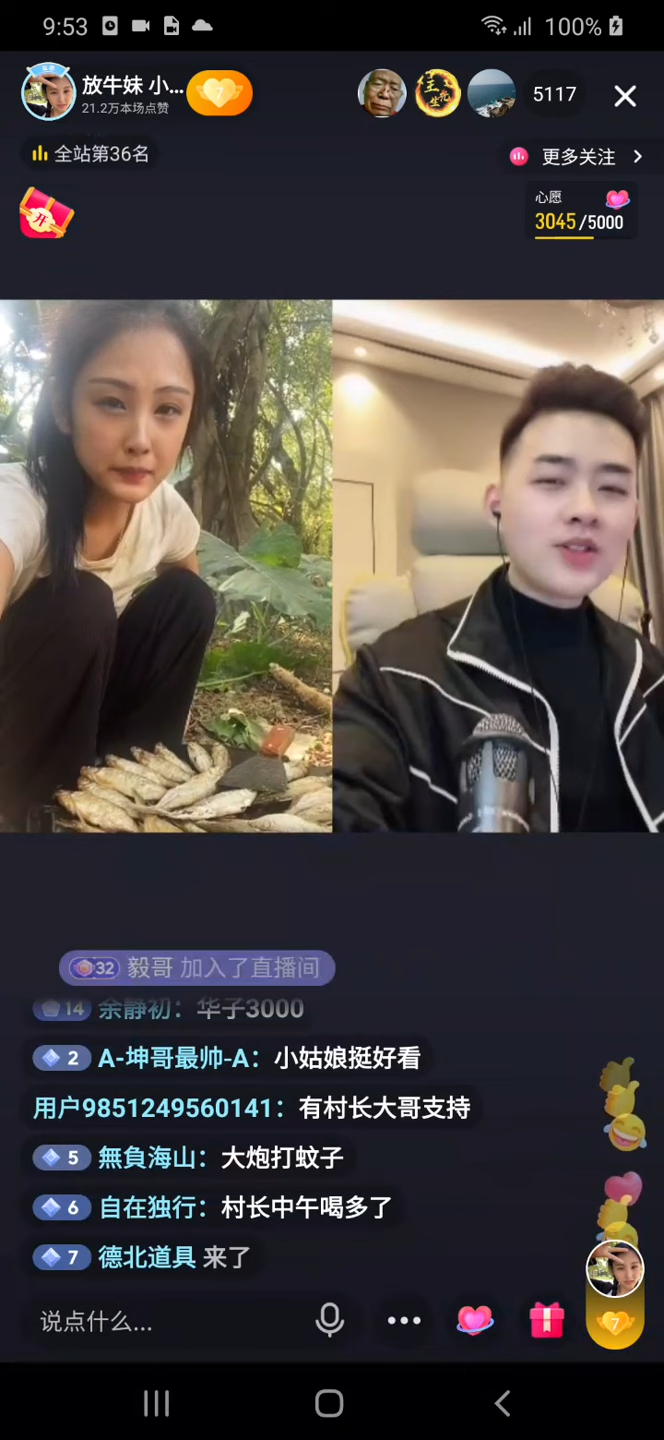 9:53
100%
放牛妹 小...
21.2万本场点赞
7
5117
全站第36名
更多关注
开
心愿
3045/5000
32 毅哥 加入了直播间
14 余静初：华子3000
2 A-坤哥最帅-A：小姑娘挺好看
用户9851249560141：有村长大哥支持
5 無負海山：大炮打蚊子
6 自在独行：村长中午喝多了
7 德北道具 来了
说点什么...
7